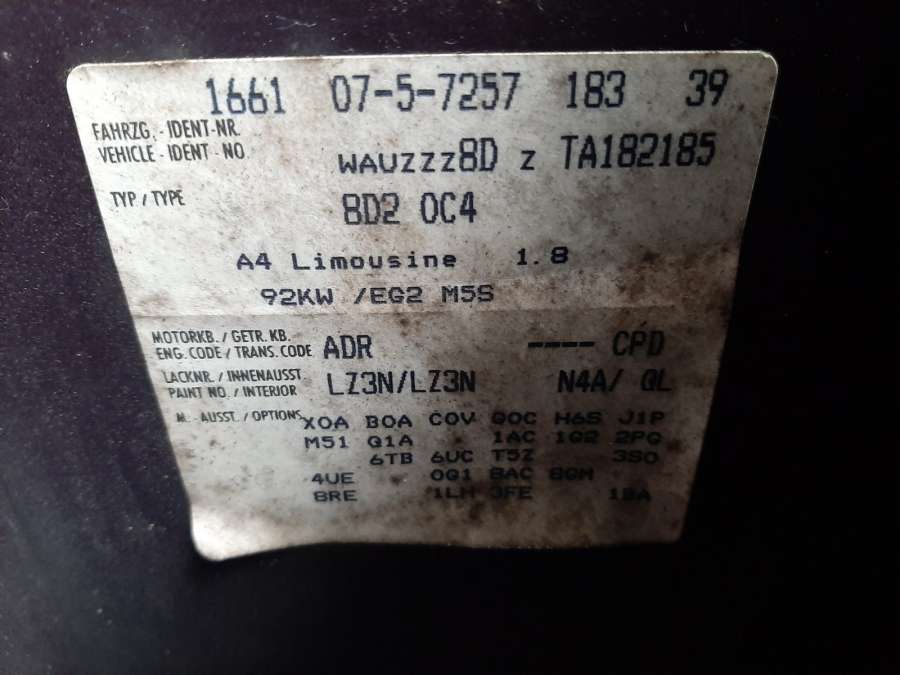 1661 07-5-7257 183 39
FAHRZG.-IDENT-NR.
VEHICLE-IDENT-NO. WAUZZZ8D Z TA182185
TYP/TYPE 8D2 0C4
A4 Limousine 1.8
92KW /EG2 M5S
MOTORKB./GETR.KB.
ENG.CODE/TRANS.CODE ADR ---- CPD
LACKNR./INNENAUSST.
PAINT NO./INTERIOR LZ3N/LZ3N N4A/ QL
M.-AUSST./OPTIONS X0A B0A C0V Q0C H6S J1P
M51 G1A 1AC 1G2 2PQ
6TB 6UC T5Z 3S0
4UE 0G1 8AC 8GM
8RE 1LH 3FE 1BA